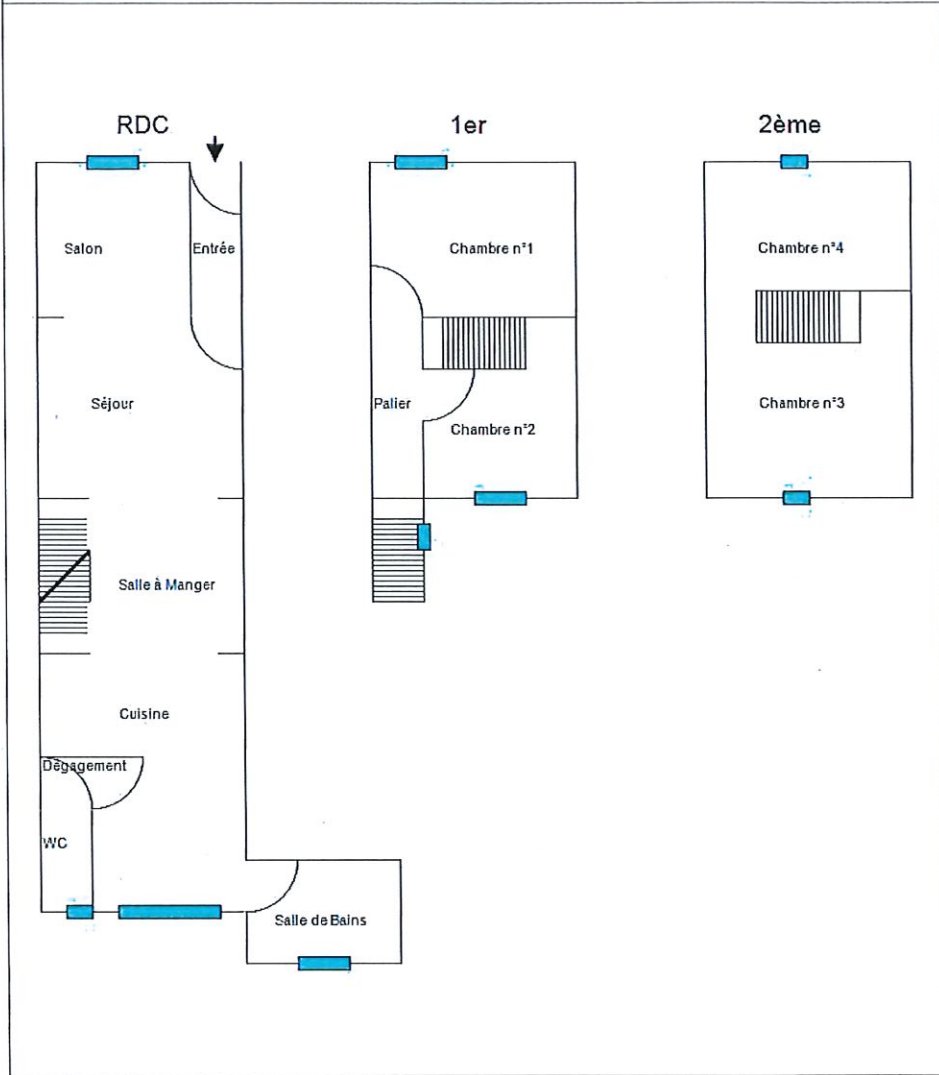 RDC
Salon
Entrée
Séjour
Salle à Manger
Cuisine
Dégagement
WC
Salle de Bains
1er
Chambre n°1
Palier
Chambre n°2
2ème
Chambre n°4
Chambre n°3